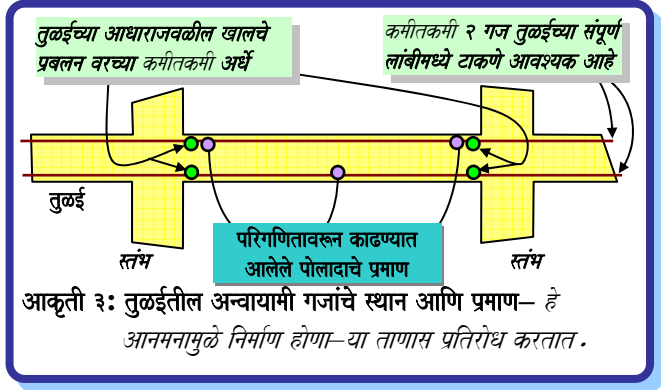 तुळईच्या आधाराजवळील खालचे
प्रबलन वरच्या कमीतकमी अर्धे
कमीतकमी २ गज तुळईच्या संपूर्ण
लांबीमध्ये टाकणे आवश्यक आहे
तुळई
स्तंभ
परिगणितावरून काढण्यात
आलेले पोलादाचे प्रमाण
स्तंभ
आकृती ३: तुळईतील अन्वायामी गजांचे स्थान आणि प्रमाण– हे
आनमनामुळे निर्माण होणा–या ताणास प्रतिरोध करतात.